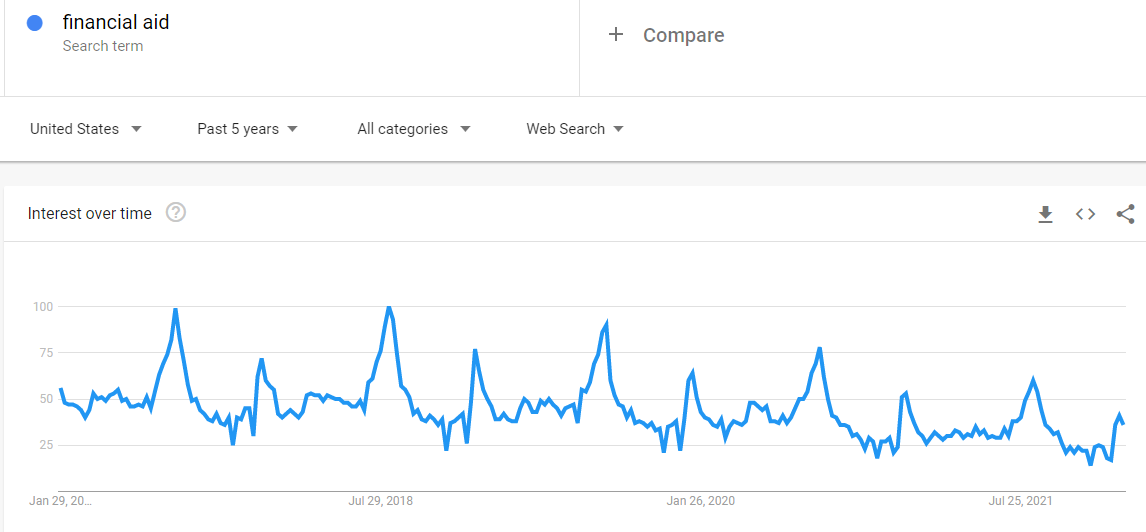 financial aid
Search term
+ Compare
United States
Past 5 years
All categories
Web Search
Interest over time ?
100
75
50
25
Jan 29, 20...
Jul 29, 2018
Jan 26, 2020
Jul 25, 2021